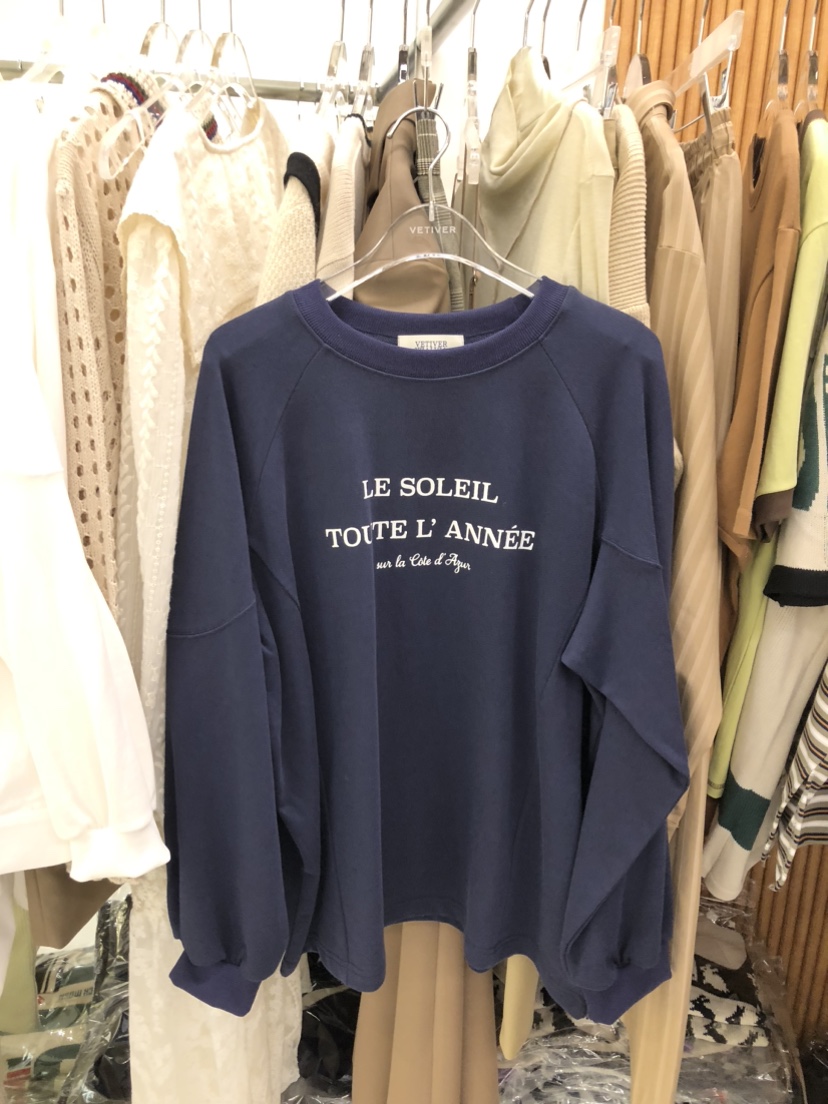 VETIVER
VETIVER
LE SOLEIL
TOUTE L' ANNÉE
sur la Côte d'Azur